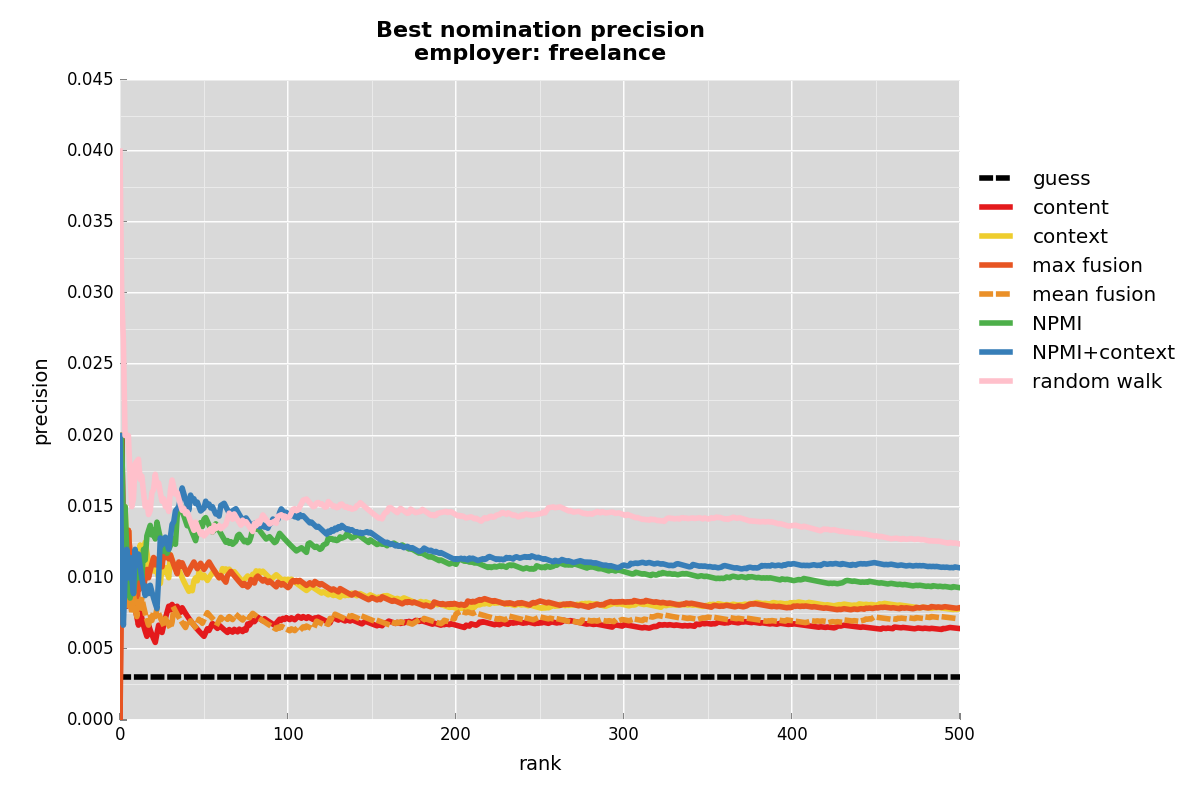 Best nomination precision
employer: freelance
precision
0.045
0.040
0.035
0.030
0.025
0.020
0.015
0.010
0.005
0.000
0
100
200
300
400
500
rank
guess
content
context
max fusion
mean fusion
NPMI
NPMI+context
random walk